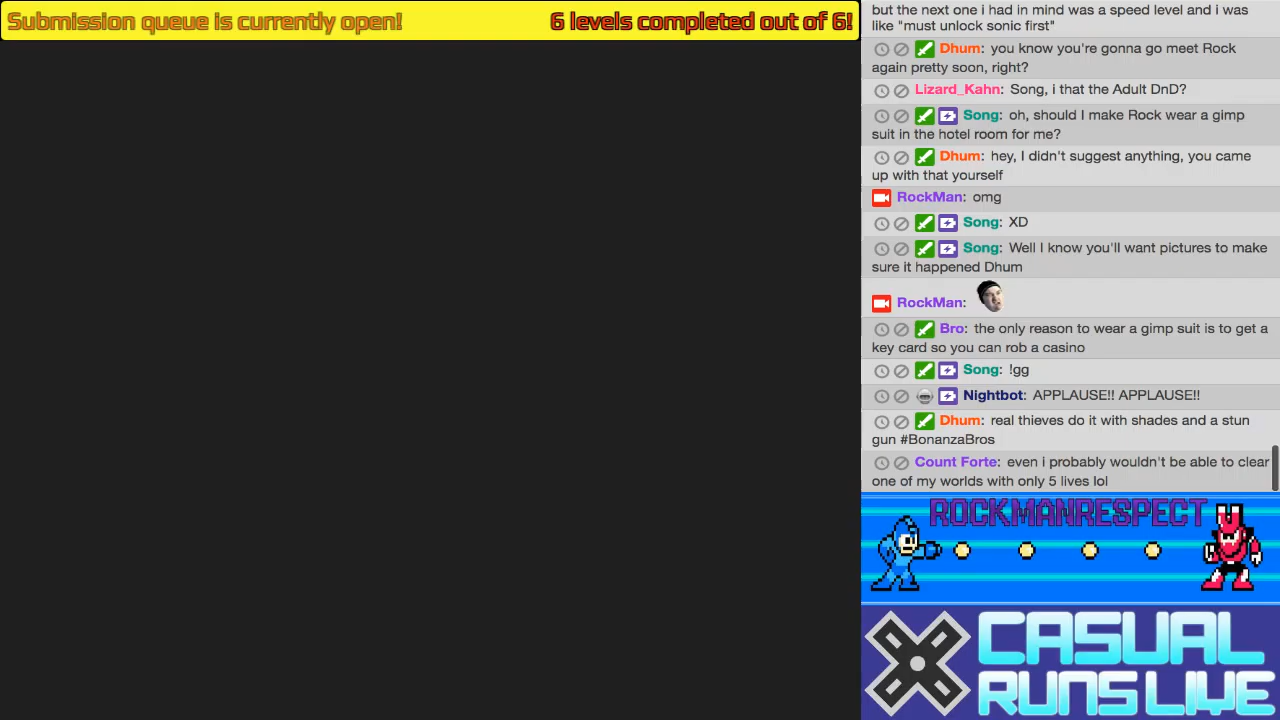 Submission queue is currently open!
6 levels completed out of 6!
but the next one i had in mind was a speed level and i was
like "must unlock sonic first"
Dhum: you know you're gonna go meet Rock
again pretty soon, right?
Lizard_Kahn: Song, i that the Adult DnD?
Song: oh, should I make Rock wear a gimp
suit in the hotel room for me?
Dhum: hey, I didn't suggest anything, you came
up with that yourself
RockMan: omg
Song: XD
Song: Well I know you'll want pictures to make
sure it happened Dhum
RockMan:
Bro: the only reason to wear a gimp suit is to get a
key card so you can rob a casino
Song: !gg
Nightbot: APPLAUSE!! APPLAUSE!!
Dhum: real thieves do it with shades and a stun
gun #BonanzaBros
Count Forte: even i probably wouldn't be able to clear
one of my worlds with only 5 lives lol
ROCKMANRESPECT
CASUAL
RUNS LIVE